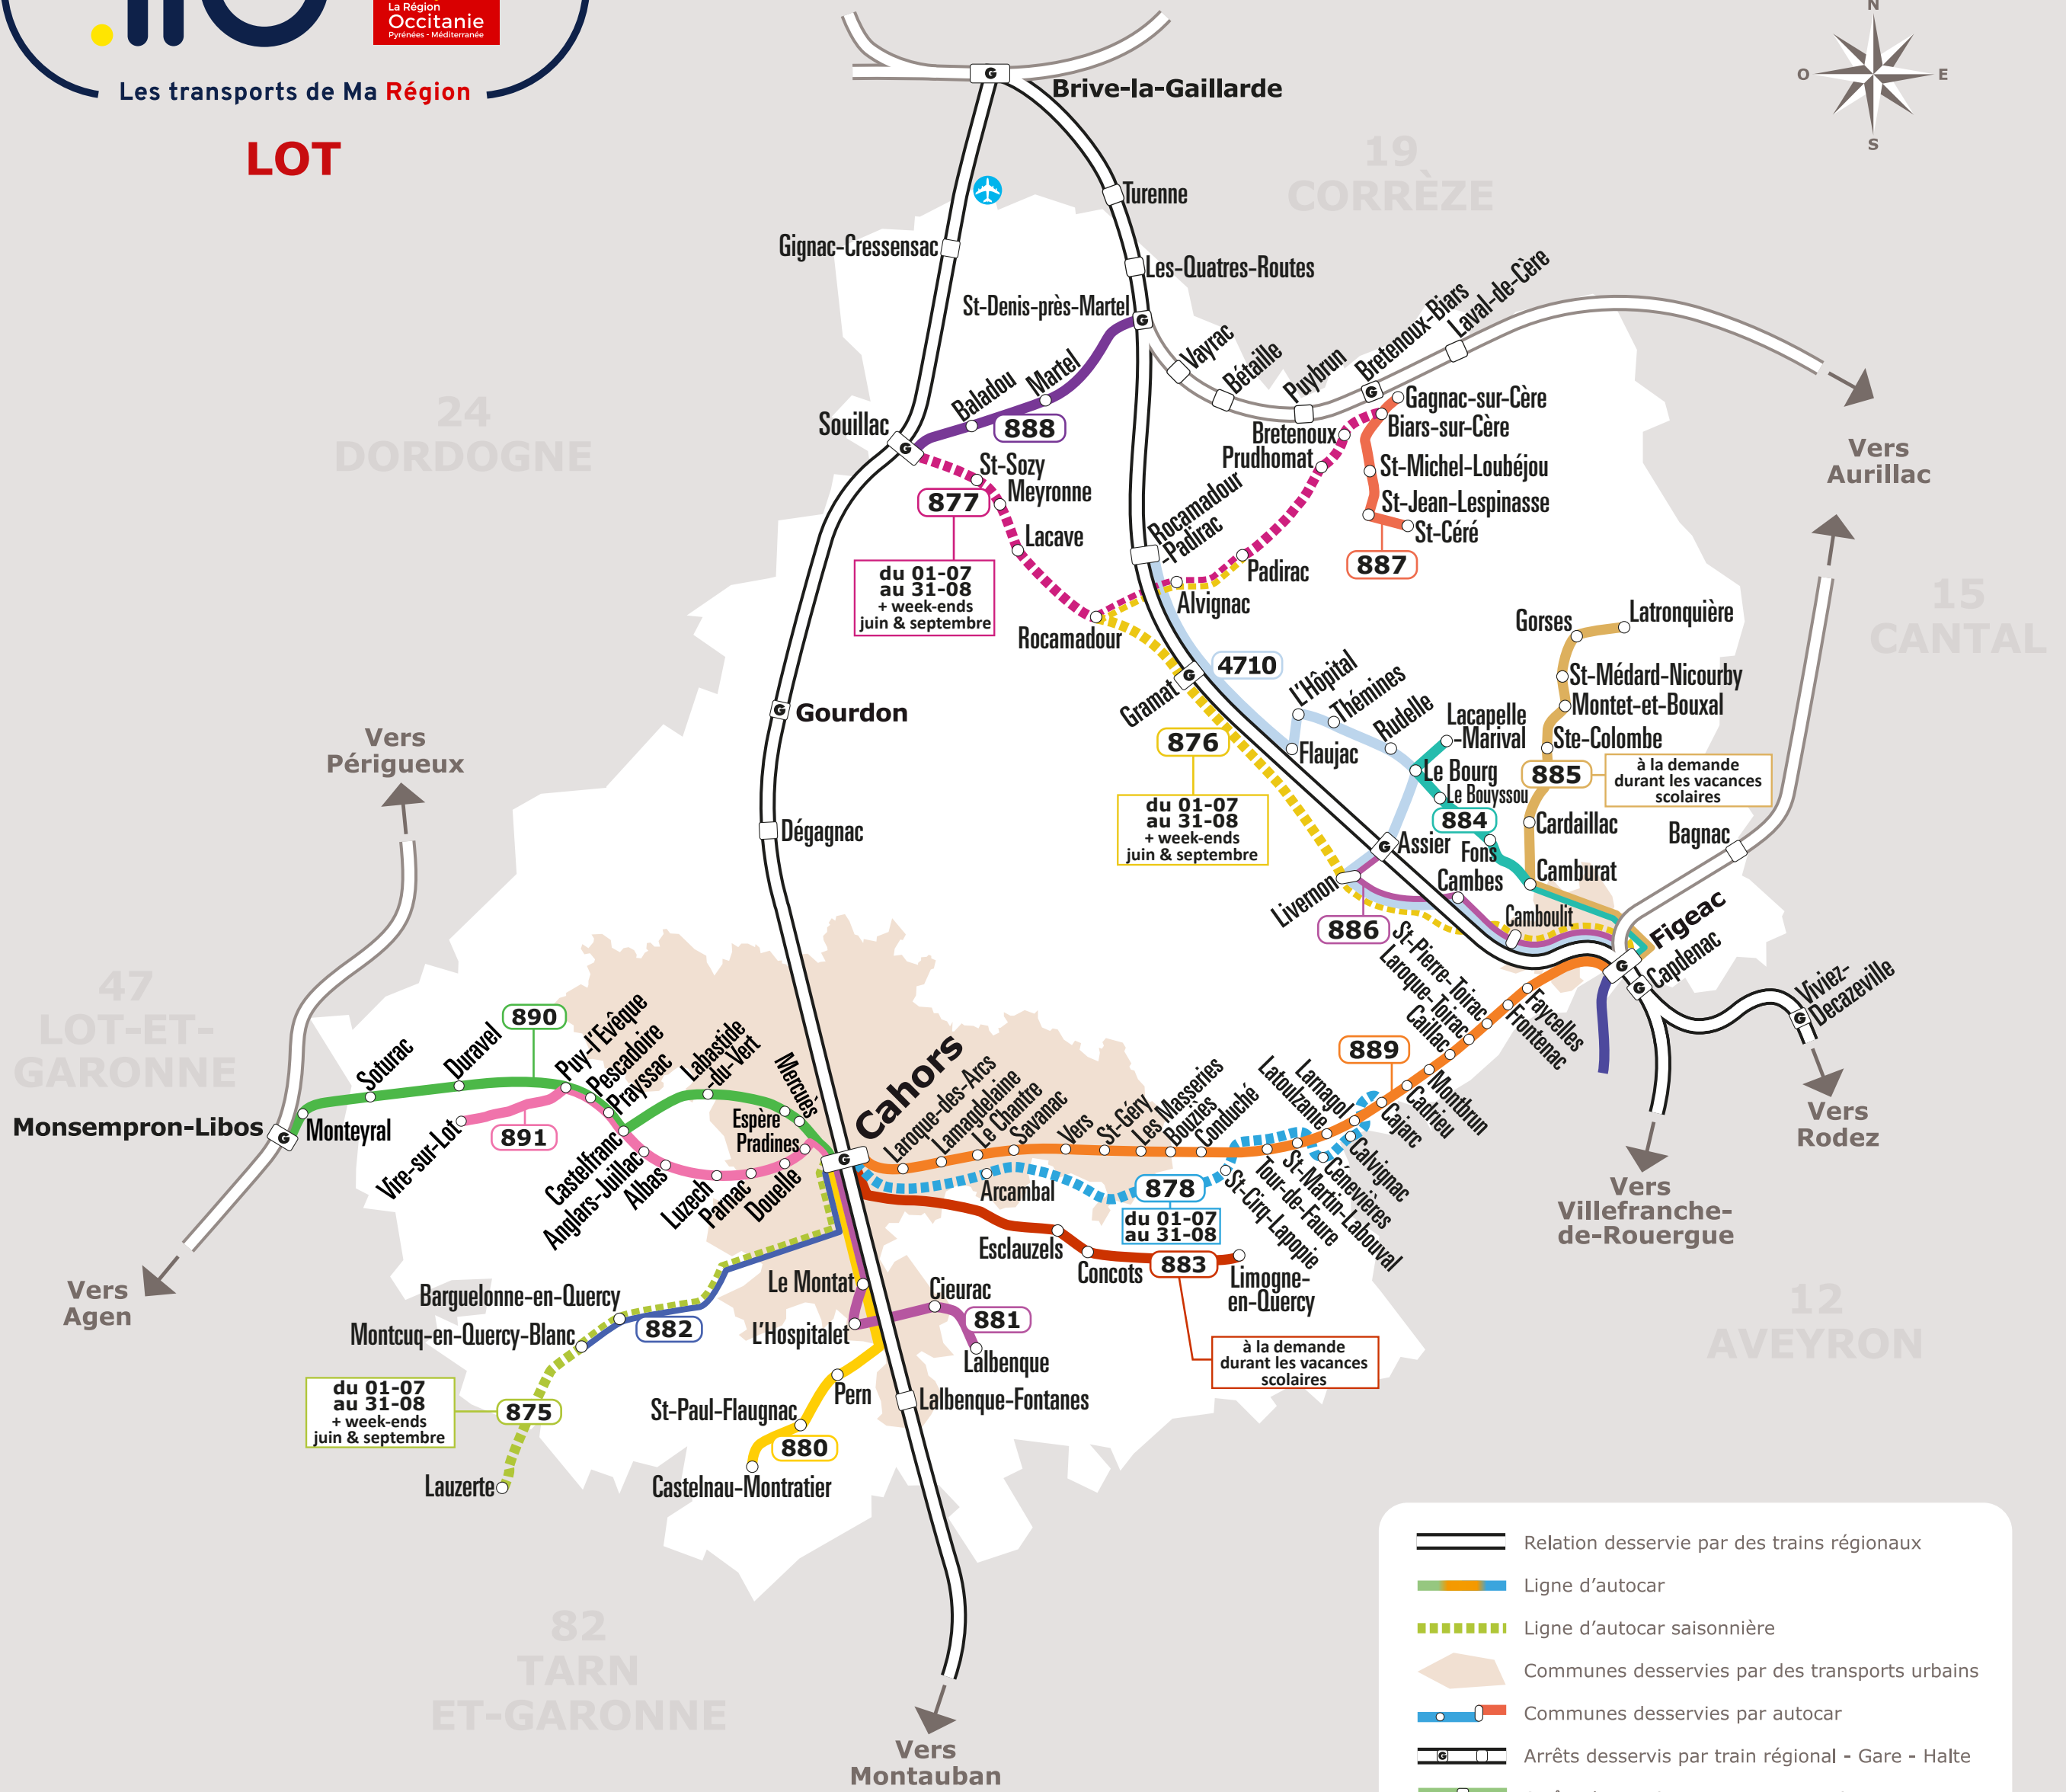 La Région
Occitanie
Pyrénées - Méditerranée
Les transports de Ma Région
LOT
N
O
E
S
Brive-la-Gaillarde
19
CORRÈZE
Turenne
Gignac-Cressensac
Les-Quatres-Routes
St-Denis-près-Martel
Vayrac
Bétaille
Puybrun
Bretenoux-Biars
Laval-de-Cère
Vers
Aurillac
24
DORDOGNE
Souillac
Baladou
Martel
888
Gagnac-sur-Cère
Biars-sur-Cère
Bretenoux
Prudhomat
St-Michel-Loubéjou
St-Jean-Lespinasse
St-Céré
887
St-Sozy
Meyronne
877
Lacave
du 01-07
au 31-08
+ week-ends
juin & septembre
Rocamadour
-Padirac
Padirac
Alvignac
Rocamadour
15
CANTAL
Gorses
Latronquière
St-Médard-Nicourby
Montet-et-Bouxal
Ste-Colombe
885
à la demande
durant les vacances
scolaires
Cardaillac
Camburat
Bagnac
4710
Gramat
L'Hôpital
Thémines
Rudelle
Flaujac
Lacapelle
-Marival
Le Bourg
Le Bouyssou
884
Fons
876
du 01-07
au 31-08
+ week-ends
juin & septembre
Assier
Livernon
Cambes
886
Camboulit
Figeac
Capdenac
Viviez-
Decazeville
Vers
Rodez
Vers
Villefranche-
de-Rouergue
Gourdon
Dégagnac
Vers
Périgueux
47
LOT-ET-
GARONNE
Monsempron-Libos
Monteyral
Soturac
Duravel
890
Puy-l'Evêque
Pescadoire
Prayssac
Labastide
-du-Vert
Mercuès
Espère
Pradines
Vire-sur-Lot
891
Castelfranc
Anglars-Juillac
Albas
Luzech
Parnac
Douelle
Vers
Agen
Cahors
Laroque-des-Arcs
Lamagdelaine
Le Chantre
Savanac
Vers
St-Géry
Les Masseries
Bouziès
Conduché
Latoulzanie
Lamagol
889
St-Pierre-Toirac
Laroque-Toirac
Caillac
Faycelles
Frontenac
Montbrun
Cadrieu
Cajarc
Calvignac
Cénevières
St-Martin-Labouval
Tour-de-Faure
St-Cirq-Lapopie
Arcambal
878
du 01-07
au 31-08
Esclauzels
Concots
883
Limogne-
en-Quercy
à la demande
durant les vacances
scolaires
12
AVEYRON
Le Montat
Cieurac
L'Hospitalet
881
Lalbenque
Barguelonne-en-Quercy
Montcuq-en-Quercy-Blanc
882
du 01-07
au 31-08
+ week-ends
juin & septembre
875
Lauzerte
Pern
St-Paul-Flaugnac
880
Castelnau-Montratier
Lalbenque-Fontanes
82
TARN
ET-GARONNE
Vers
Montauban
Relation desservie par des trains régionaux
Ligne d'autocar
Ligne d'autocar saisonnière
Communes desservies par des transports urbains
Communes desservies par autocar
Arrêts desservis par train régional - Gare - Halte